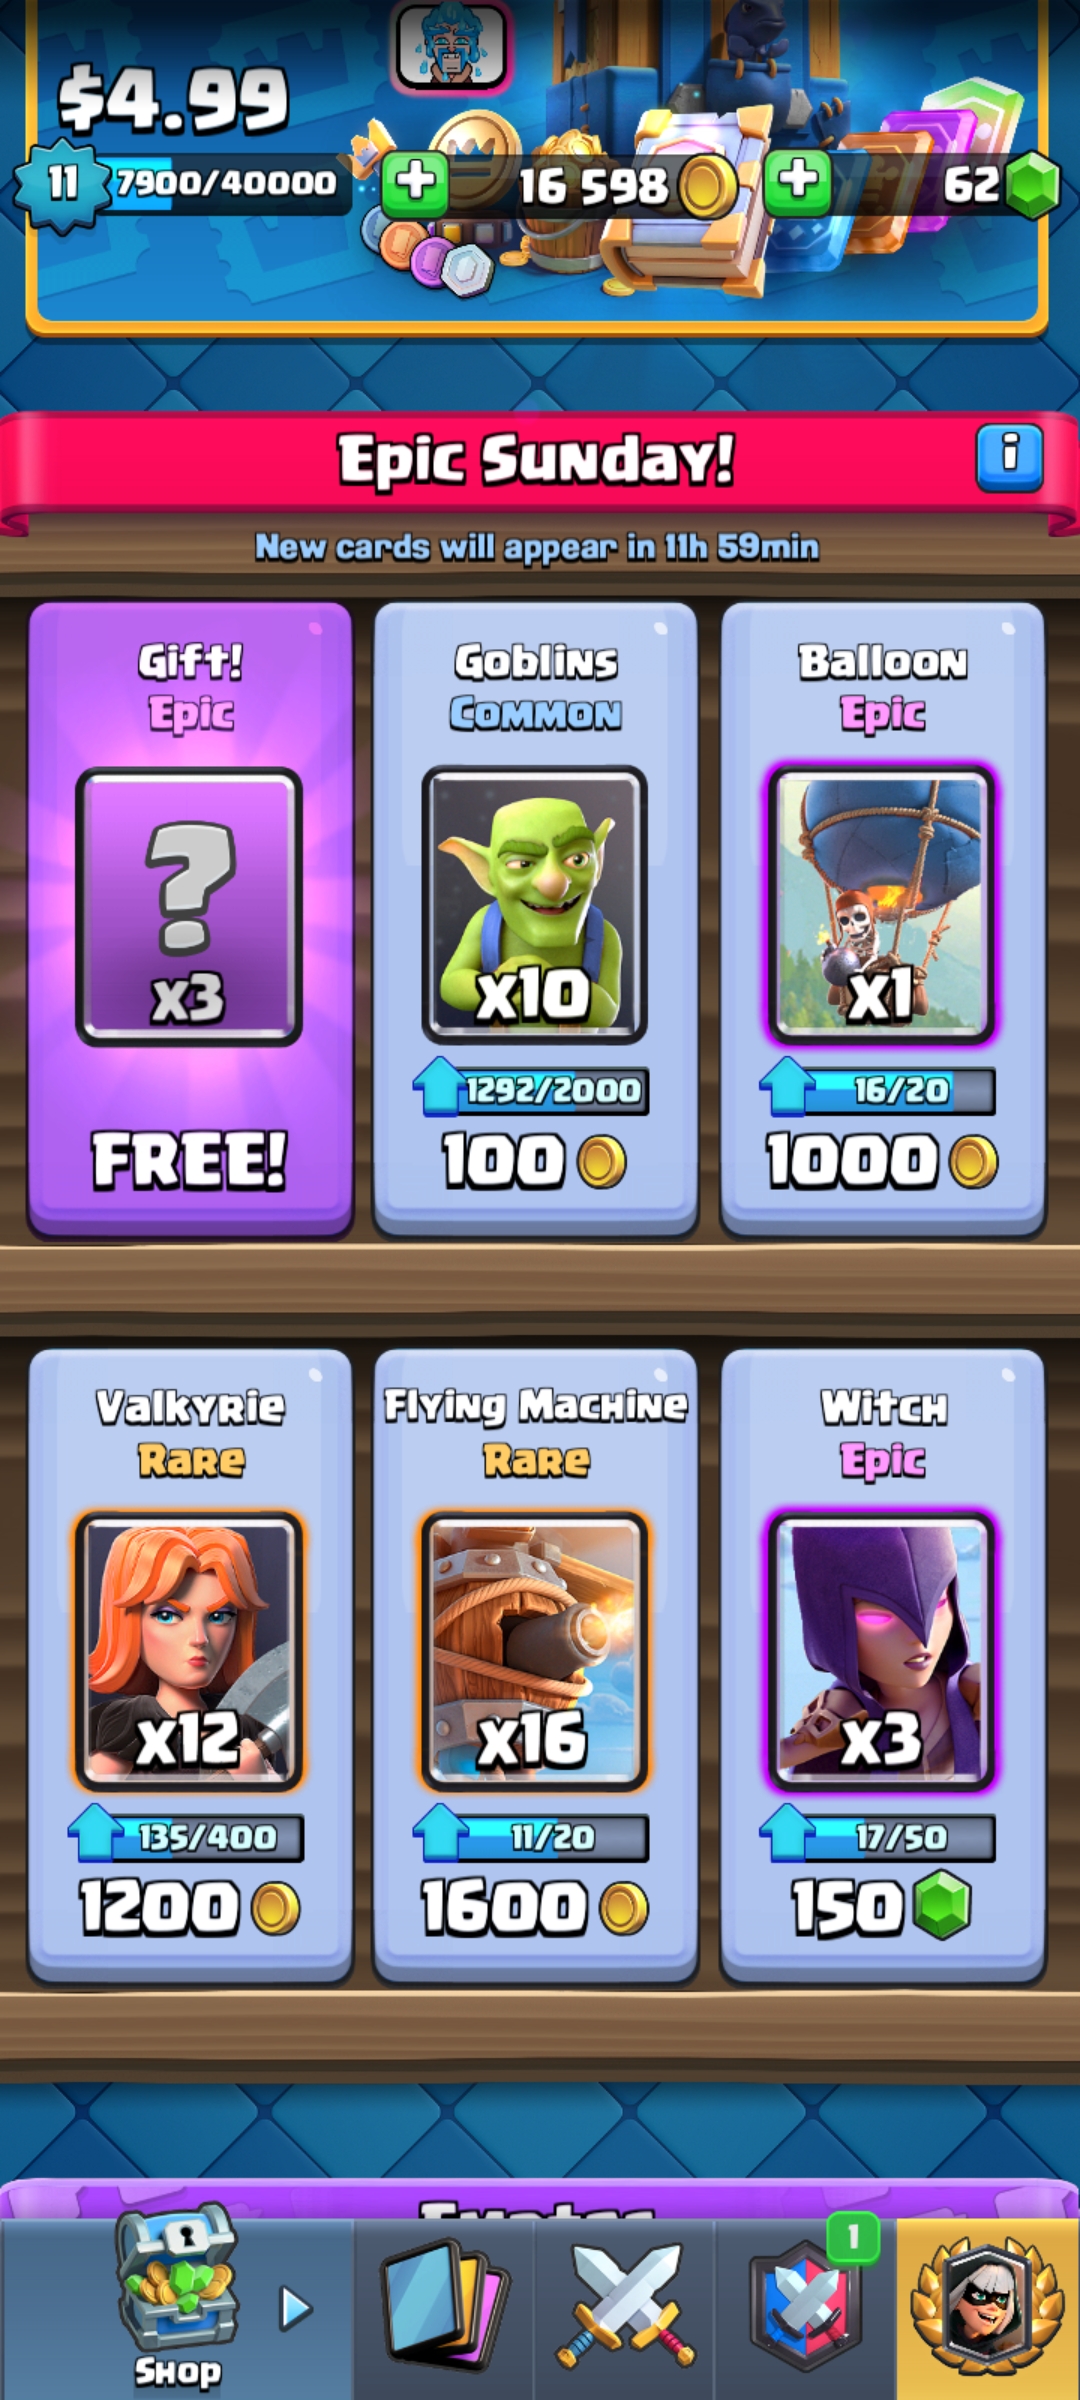 $4.99
11 7900/40000 16 598 62
Epic Sunday!
i
New cards will appear in 11h 59min
Gift!
Epic
?
x3
FREE!
Goblins
Common
x10
1292/2000
100
Balloon
Epic
x1
16/20
1000
Valkyrie
Rare
x12
135/400
1200
Flying Machine
Rare
x16
11/20
1600
Witch
Epic
x3
17/50
150
1
Shop